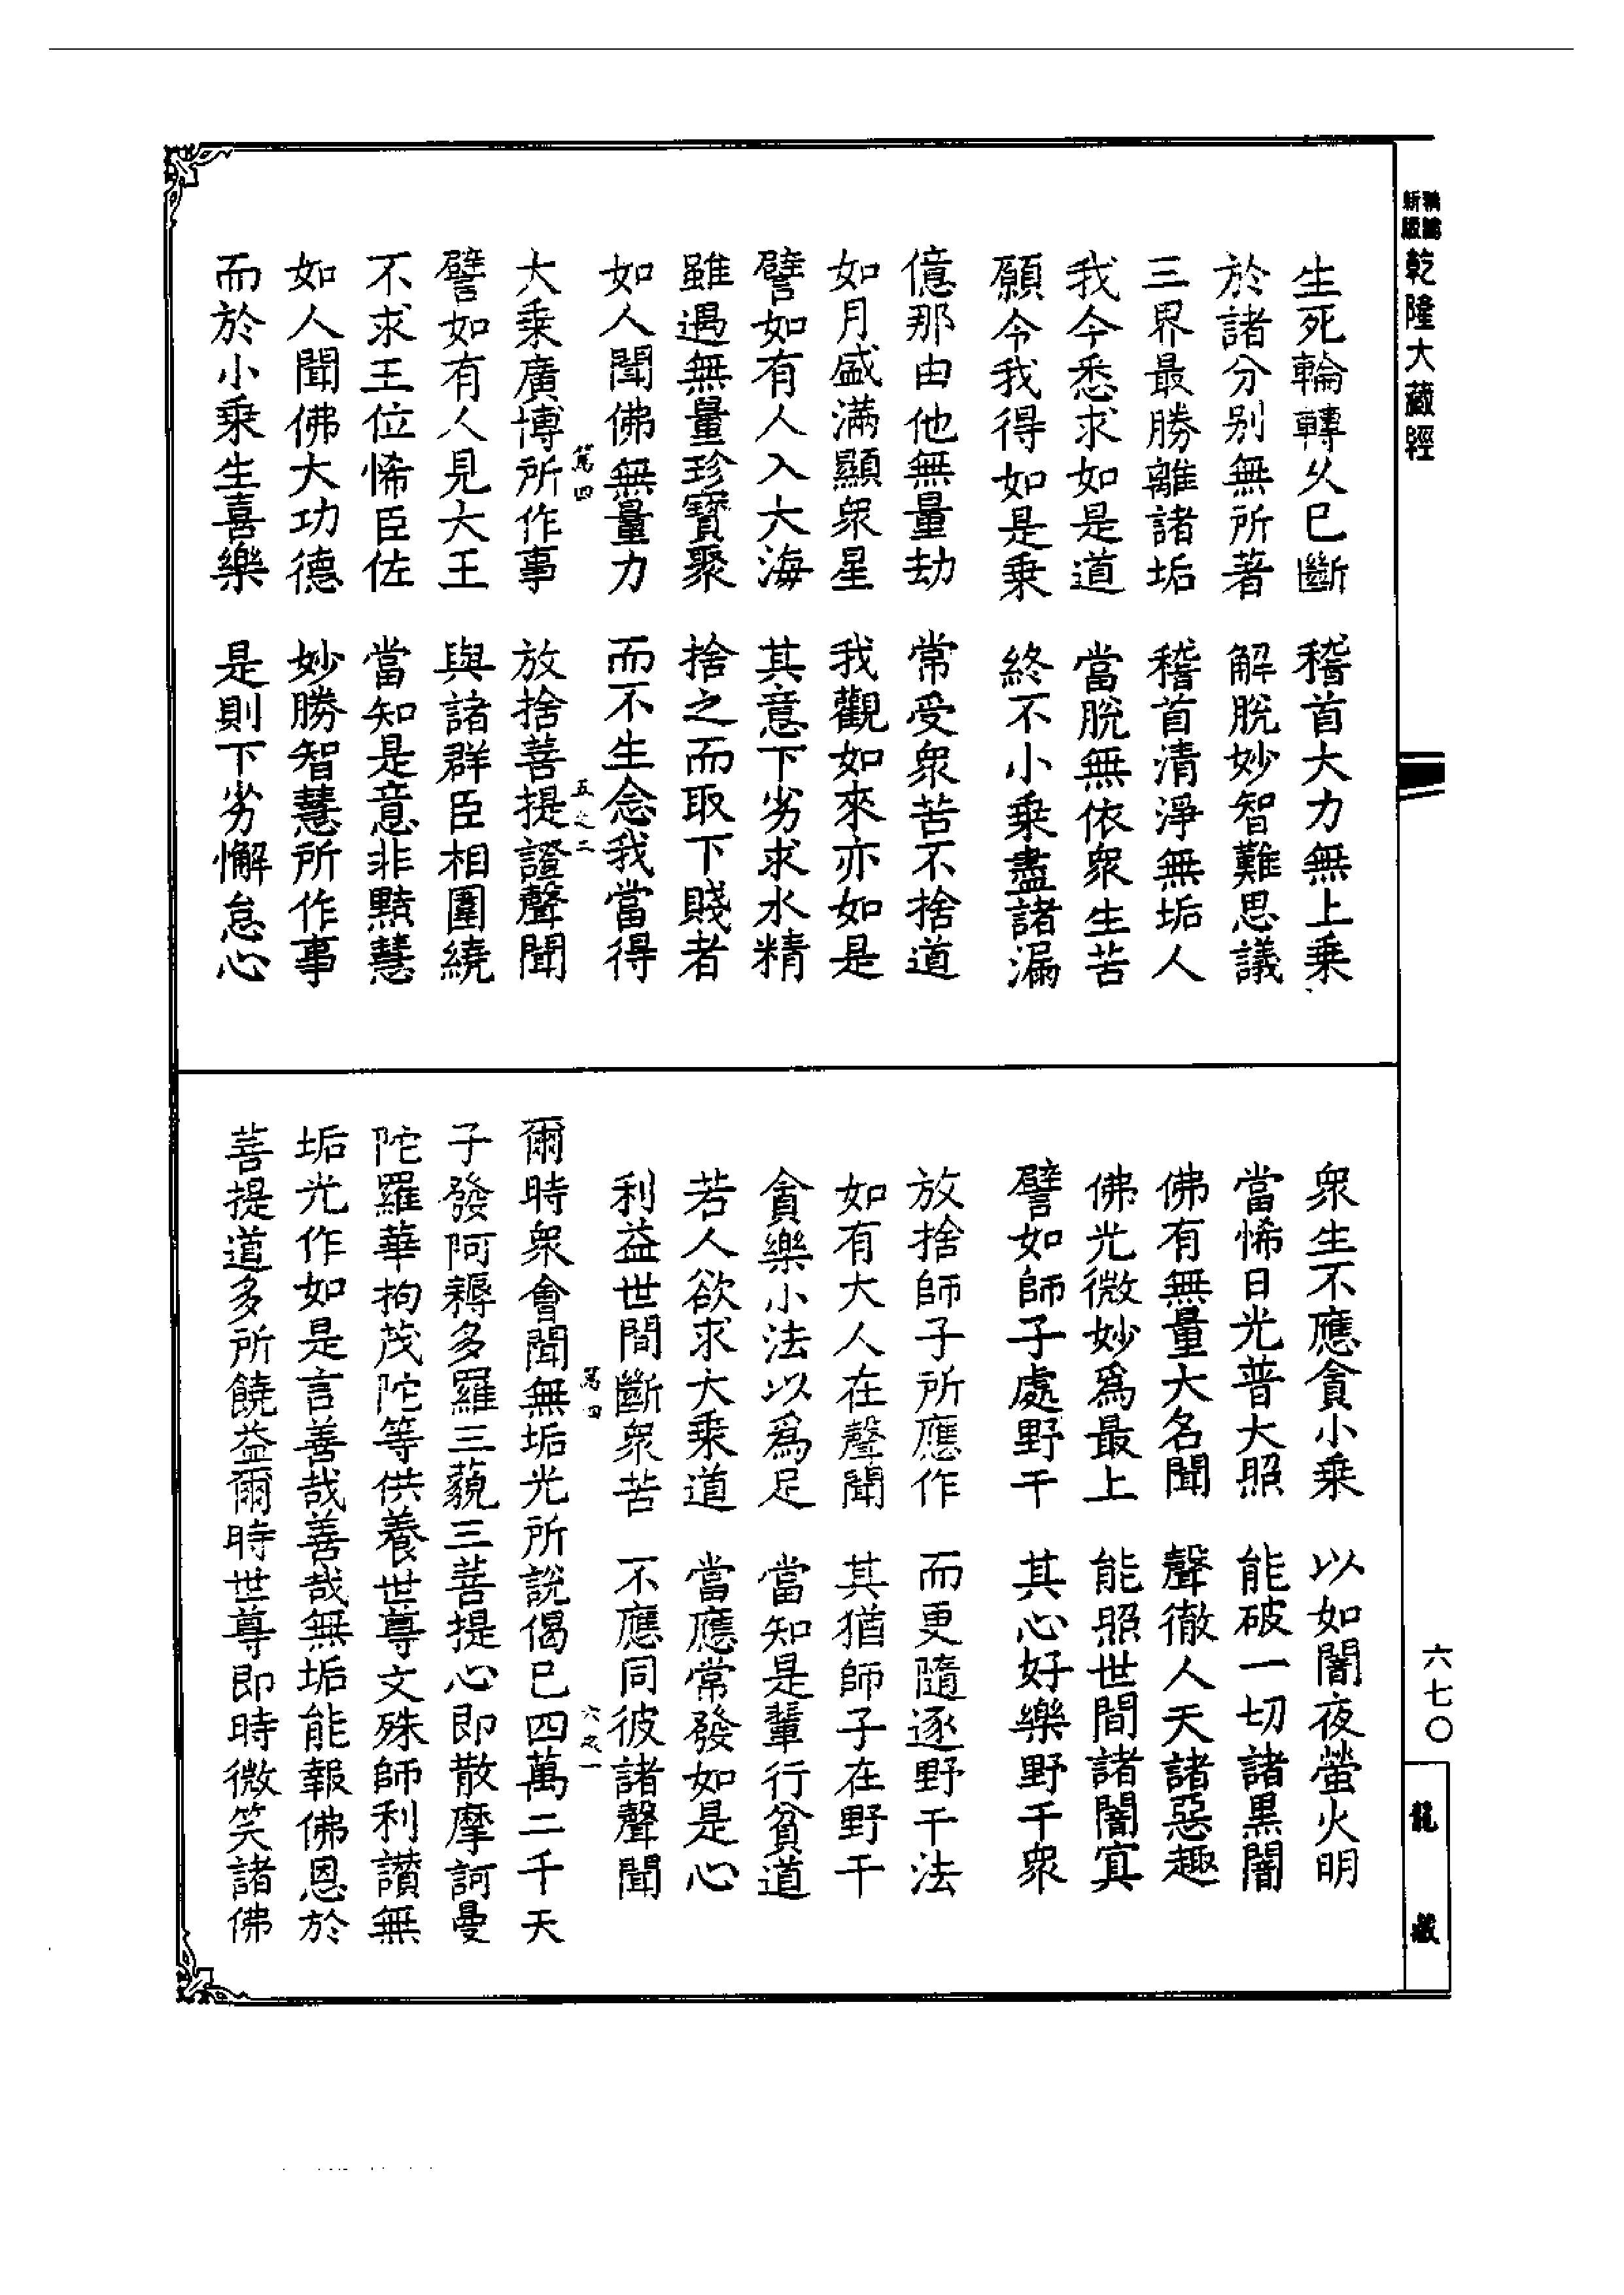 乾隆大藏經
生死輪轉久已斷　稽首大力無上乘
於諸分別無所著　解脫妙智難思議
三界最勝離諸垢　稽首清淨無垢人
我今悉求如是道　當脫無依衆生苦
願令我得如是乗　終不小乗盡諸漏
億那由他無量劫　常受衆苦不捨道
如月盛滿顯衆星　我觀如來亦如是
譬如有人入大海　其意下劣求水精
雖遇無量珍寶聚　捨之而取下賤者
如人聞佛無量力　而不生念我當得
篤四　五之二
大乗廣博所作事　放捨菩提證聲聞
譬如有人見大王　與諸群臣相圍繞
不求王位悕臣佐　當知是意非黠慧
如人聞佛大功德　妙勝智慧所作事
而於小乗生喜樂　是則下劣懈怠心
衆生不應貪小乗　以如闇夜螢火明
當悕日光普大照　能破一切諸黑闇
佛有無量大名聞　聲徹人天諸惡趣
佛光微妙爲最上　能照世間諸闇冥
譬如師子處野干　其心好樂野干衆
放捨師子所應作　而更隨逐野干法
如有大人在聲聞　其猶師子在野干
貪樂小法以爲足　當知是輩行貧道
若人欲求大乗道　當應常發如是心
利益世間斷衆苦　不應同彼諸聲聞
篤四　六之一
爾時衆會聞無垢光所說偈已四萬二千天
子發阿耨多羅三藐三菩提心即散摩訶曼
陀羅華拘茂陀等供養世尊文殊師利讚無
垢光作如是言善哉善哉無垢能報佛恩於
菩提道多所饒益爾時世尊即時微笑諸佛
六七〇
龍藏